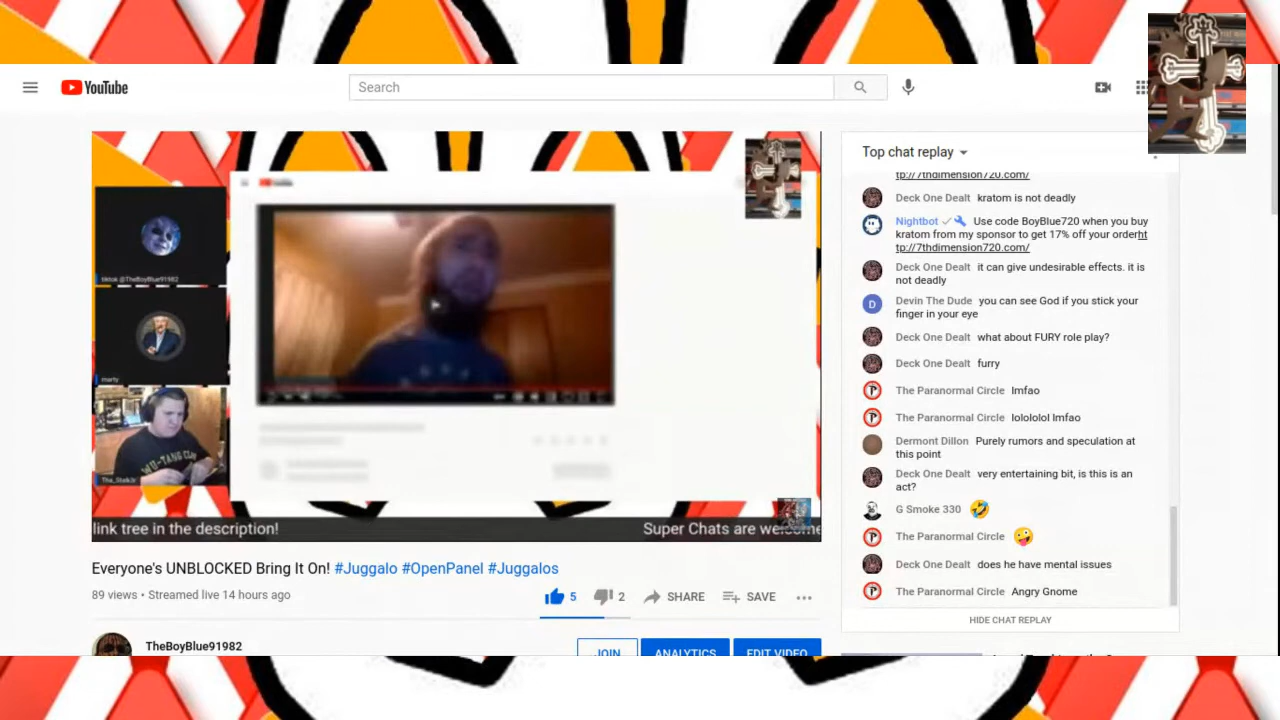 YouTube
Search
Top chat replay
tp://7thdimension720.com/
Deck One Dealt kratom is not deadly
Nightbot Use code BoyBlue720 when you buy
kratom from my sponsor to get 17% off your orderht
tp://7thdimension720.com/
Deck One Dealt it can give undesirable effects. it is
not deadly
D Devin The Dude you can see God if you stick your
finger in your eye
Deck One Dealt what about FURY role play?
Deck One Dealt furry
The Paranormal Circle lmfao
The Paranormal Circle lolololol lmfao
Dermont Dillon Purely rumors and speculation at
this point
Deck One Dealt very entertaining bit, is this is an
act?
G Smoke 330 🤣
The Paranormal Circle 🤪
Deck One Dealt does he have mental issues
The Paranormal Circle Angry Gnome
HIDE CHAT REPLAY
tiktok @TheBoyBlue91982
marty
WU-TANG CLAN
Tha_StalkJr
link tree in the description!
Super Chats are welcome
Everyone's UNBLOCKED Bring It On! #Juggalo #OpenPanel #Juggalos
89 views • Streamed live 14 hours ago
5 2 SHARE SAVE
TheBoyBlue91982
JOIN ANALYTICS EDIT VIDEO